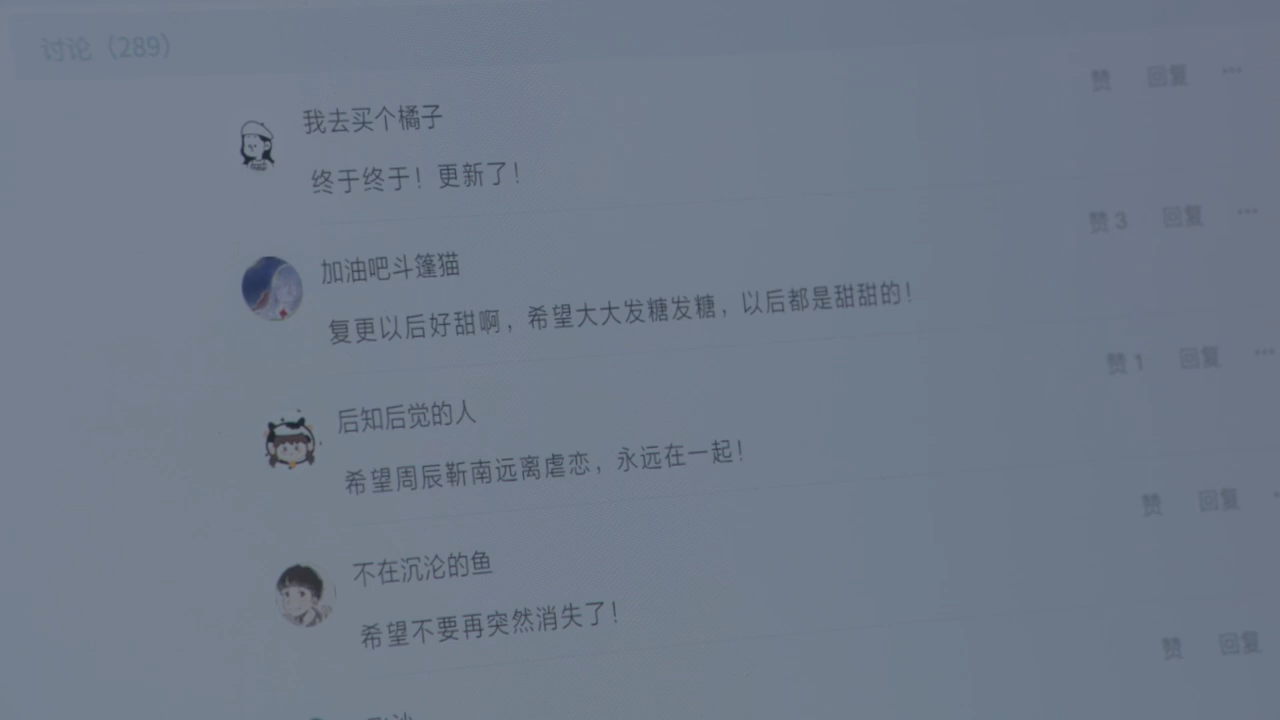 讨论（289）
赞 回复 ···
我去买个橘子
终于终于！更新了！
赞 3 回复 ···
加油吧斗篷猫
复更以后好甜啊，希望大大发糖发糖，以后都是甜甜的！
赞 1 回复 ···
后知后觉的人
希望周辰靳南远离虐恋，永远在一起！
赞 回复
不在沉沦的鱼
希望不要再突然消失了！
赞 回复